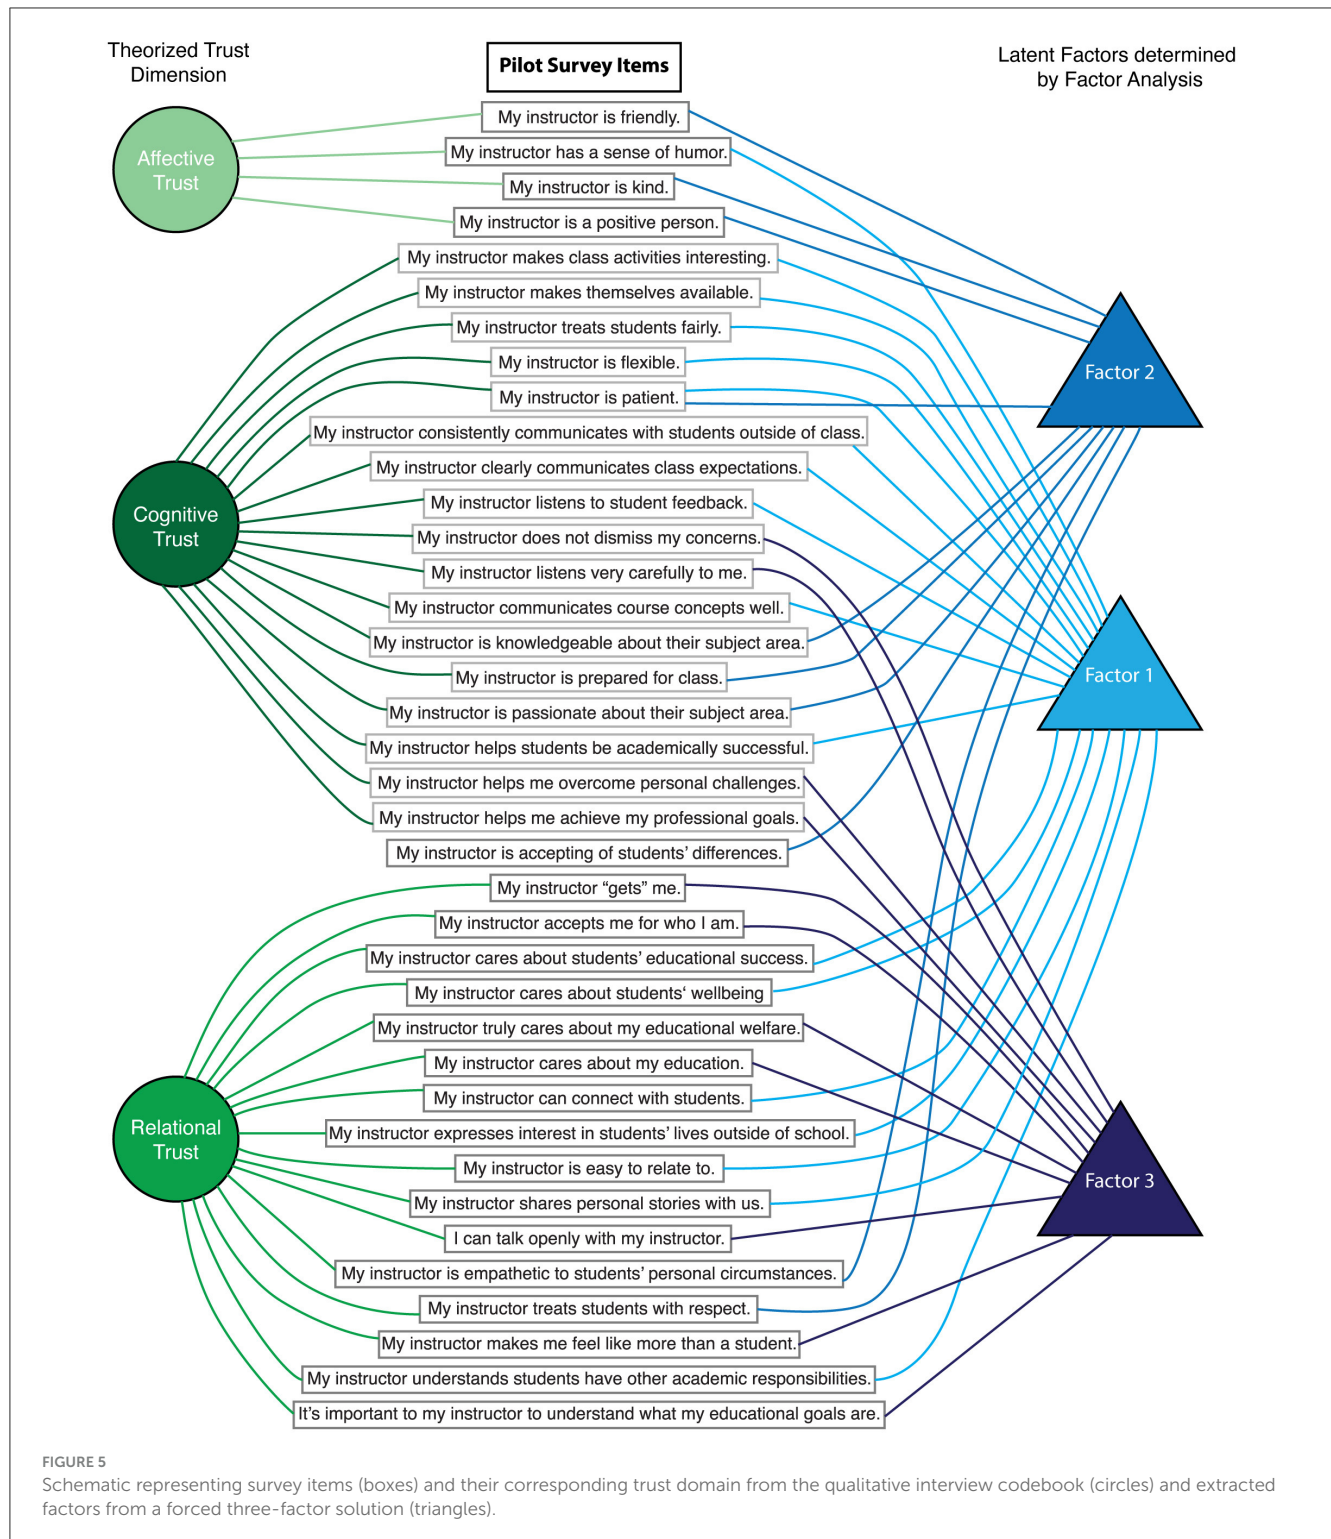 Theorized Trust
Dimension
Pilot Survey Items
Latent Factors determined
by Factor Analysis
Affective
Trust
My instructor is friendly.
My instructor has a sense of humor.
My instructor is kind.
My instructor is a positive person.
My instructor makes class activities interesting.
My instructor makes themselves available.
My instructor treats students fairly.
My instructor is flexible.
My instructor is patient.
Factor 2
My instructor consistently communicates with students outside of class.
My instructor clearly communicates class expectations.
My instructor listens to student feedback.
Cognitive
Trust
My instructor does not dismiss my concerns.
My instructor listens very carefully to me.
My instructor communicates course concepts well.
My instructor is knowledgeable about their subject area.
My instructor is prepared for class.
Factor 1
My instructor is passionate about their subject area.
My instructor helps students be academically successful.
My instructor helps me overcome personal challenges.
My instructor helps me achieve my professional goals.
My instructor is accepting of students’ differences.
My instructor “gets” me.
My instructor accepts me for who I am.
My instructor cares about students’ educational success.
My instructor cares about students‘ wellbeing
My instructor truly cares about my educational welfare.
My instructor cares about my education.
My instructor can connect with students.
Relational
Trust
My instructor expresses interest in students’ lives outside of school.
My instructor is easy to relate to.
Factor 3
My instructor shares personal stories with us.
I can talk openly with my instructor.
My instructor is empathetic to students’ personal circumstances.
My instructor treats students with respect.
My instructor makes me feel like more than a student.
My instructor understands students have other academic responsibilities.
It’s important to my instructor to understand what my educational goals are.
FIGURE 5
Schematic representing survey items (boxes) and their corresponding trust domain from the qualitative interview codebook (circles) and extracted
factors from a forced three-factor solution (triangles).